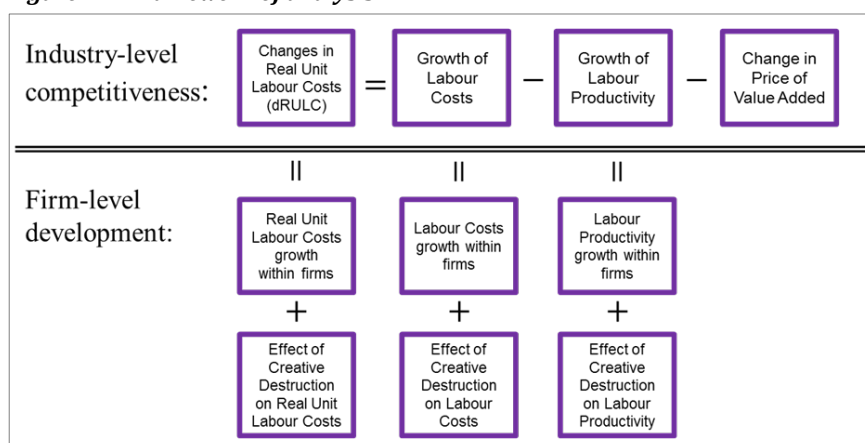 Industry-level
competitiveness:
Changes in
Real Unit
Labour Costs
(dRULC)
=
Growth of
Labour
Costs
−
Growth of
Labour
Productivity
−
Change in
Price of
Value Added
=
=
=
Firm-level
development:
Real Unit
Labour Costs
growth
within firms
Labour Costs
growth within
firms
Labour
Productivity
growth within
firms
+
+
+
Effect of
Creative
Destruction
on Real Unit
Labour Costs
Effect of
Creative
Destruction
on Labour
Costs
Effect of
Creative
Destruction
on Labour
Productivity